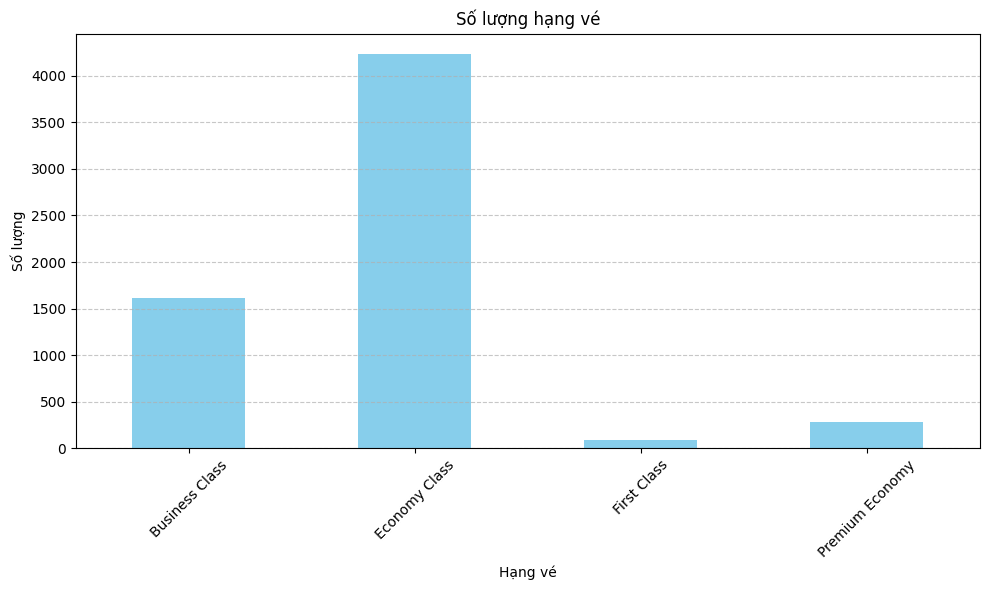 Số lượng hạng vé
Số lượng
4000
3500
3000
2500
2000
1500
1000
500
0
Business Class
Economy Class
First Class
Premium Economy
Hạng vé